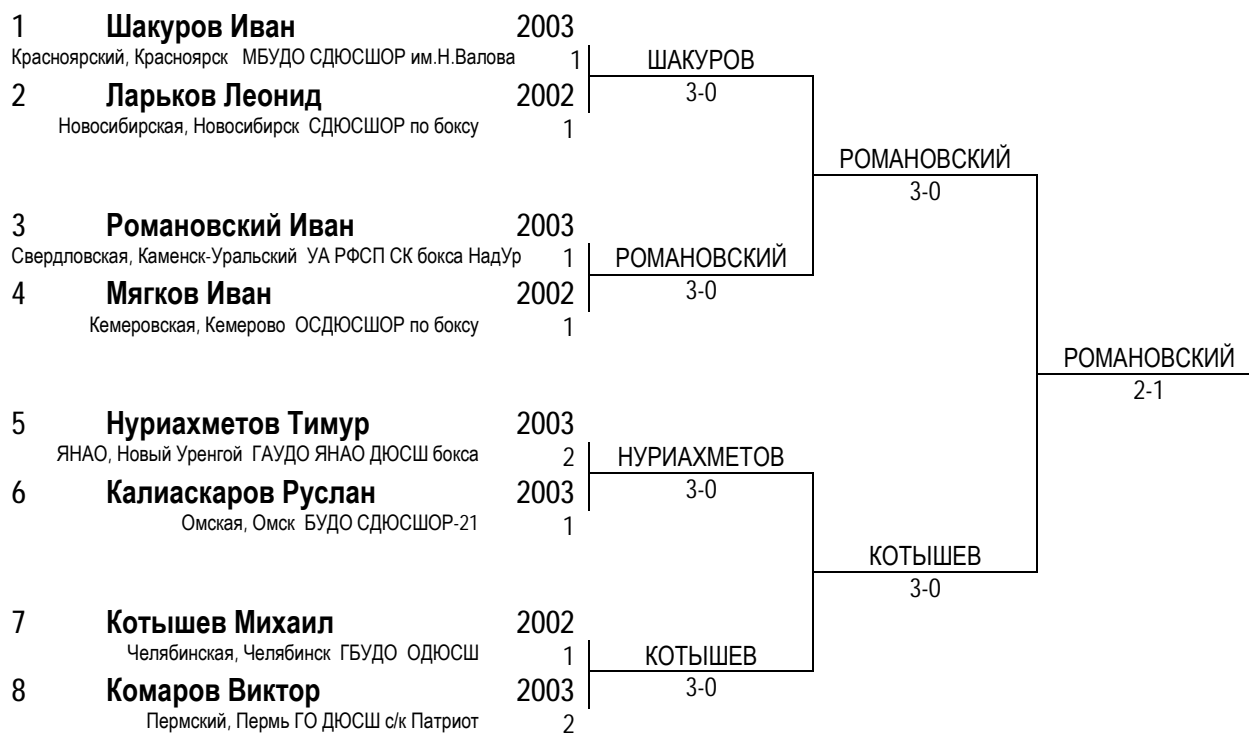 1 Шакуров Иван 2003
Красноярский, Красноярск МБУДО СДЮСШОР им.Н.Валова 1 ШАКУРОВ
2 Ларьков Леонид 2002 3-0
Новосибирская, Новосибирск СДЮСШОР по боксу 1
РОМАНОВСКИЙ
3-0
3 Романовский Иван 2003
Свердловская, Каменск-Уральский УА РФСП СК бокса НадУр 1 РОМАНОВСКИЙ
4 Мягков Иван 2002 3-0
Кемеровская, Кемерово ОСДЮСШОР по боксу 1
РОМАНОВСКИЙ
2-1
5 Нуриахметов Тимур 2003
ЯНАО, Новый Уренгой ГАУДО ЯНАО ДЮСШ бокса 2 НУРИАХМЕТОВ
6 Калиаскаров Руслан 2003 3-0
Омская, Омск БУДО СДЮСШОР-21 1
КОТЫШЕВ
3-0
7 Котышев Михаил 2002
Челябинская, Челябинск ГБУДО ОДЮСШ 1 КОТЫШЕВ
8 Комаров Виктор 2003 3-0
Пермский, Пермь ГО ДЮСШ с/к Патриот 2